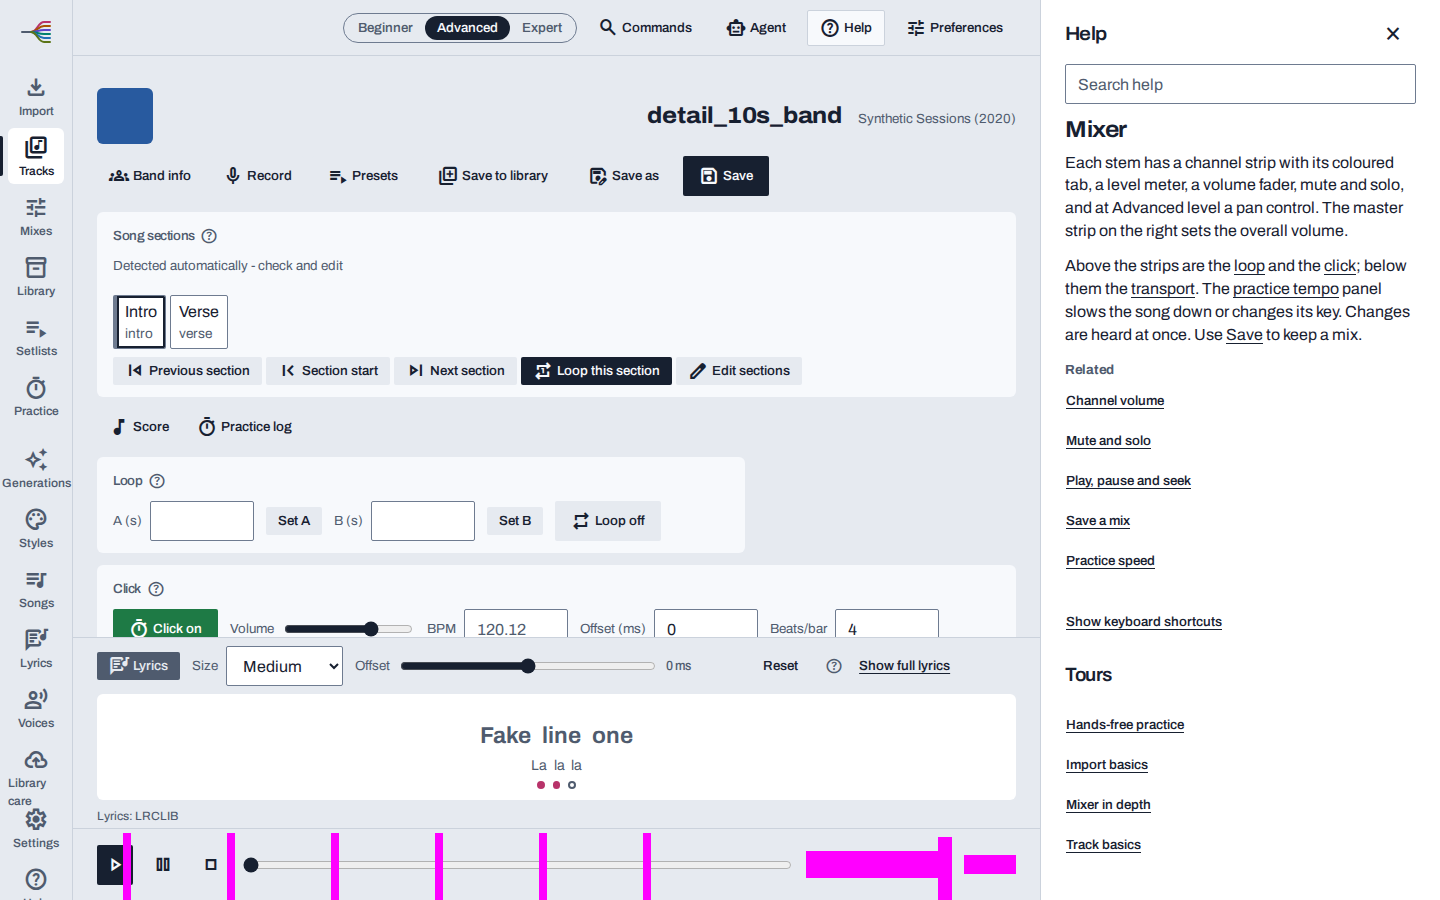 Beginner
Advanced
Expert
Commands
Agent
Help
Preferences
Import
Tracks
Mixes
Library
Setlists
Practice
Generations
Styles
Songs
Lyrics
Voices
Library
care
Settings
detail_10s_band
Synthetic Sessions (2020)
Band info
Record
Presets
Save to library
Save as
Save
Song sections
Detected automatically - check and edit
Intro
intro
Verse
verse
Previous section
Section start
Next section
Loop this section
Edit sections
Score
Practice log
Loop
A (s)
Set A
B (s)
Set B
Loop off
Click
Click on
Volume
BPM
120.12
Offset (ms)
0
Beats/bar
4
Lyrics
Size
Medium
Offset
0 ms
Reset
Show full lyrics
Fake line one
La la la
Lyrics: LRCLIB
Help
Search help
Mixer
Each stem has a channel strip with its coloured
tab, a level meter, a volume fader, mute and solo,
and at Advanced level a pan control. The master
strip on the right sets the overall volume.
Above the strips are the loop and the click; below
them the transport. The practice tempo panel
slows the song down or changes its key. Changes
are heard at once. Use Save to keep a mix.
Related
Channel volume
Mute and solo
Play, pause and seek
Save a mix
Practice speed
Show keyboard shortcuts
Tours
Hands-free practice
Import basics
Mixer in depth
Track basics